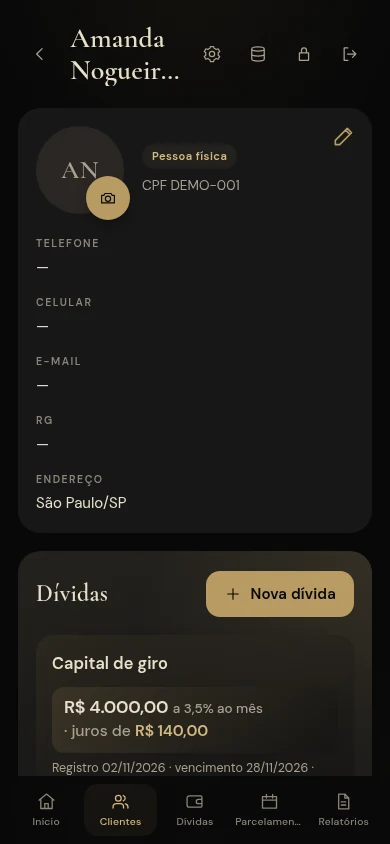 Amanda
Nogueir...
AN
Pessoa física
CPF DEMO-001
TELEFONE
—
CELULAR
—
E-MAIL
—
RG
—
ENDEREÇO
São Paulo/SP
Dívidas
+ Nova dívida
Capital de giro
R$ 4.000,00 a 3,5% ao mês
· juros de R$ 140,00
Registro 02/11/2026 · vencimento 28/11/2026 ·
Início
Clientes
Dívidas
Parcelamen...
Relatórios